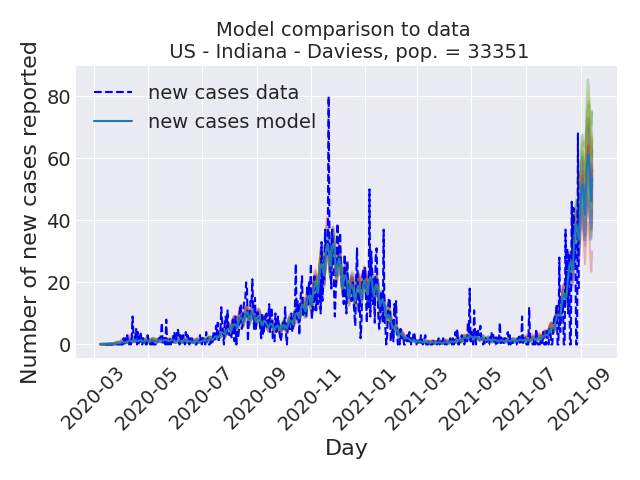 Model comparison to data
US - Indiana - Daviess, pop. = 33351
Number of new cases reported
80
60
40
20
0
new cases data
new cases model
2020-03
2020-05
2020-07
2020-09
2020-11
2021-01
2021-03
2021-05
2021-07
2021-09
Day